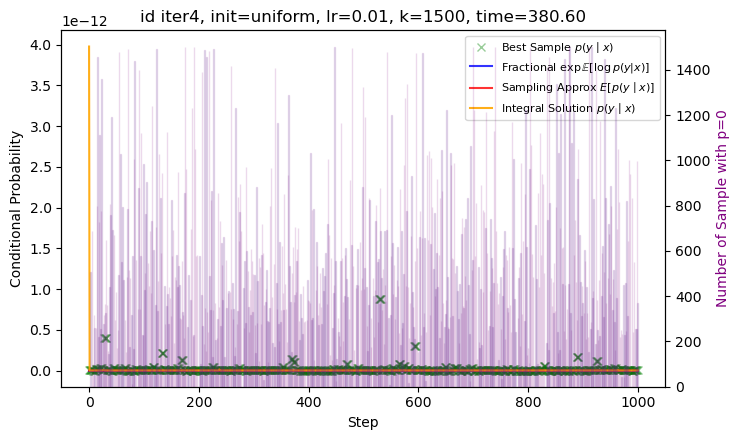 id iter4, init=uniform, lr=0.01, k=1500, time=380.60
1e−12
Best Sample p(y | x)
Fractional exp𝔼[log p(y|x)]
Sampling Approx E[p(y | x)]
Integral Solution p(y | x)
Conditional Probability
4.0
3.5
3.0
2.5
2.0
1.5
1.0
0.5
0.0
1400
1200
1000
800
600
400
200
0
Number of Sample with p=0
0
200
400
600
800
1000
Step